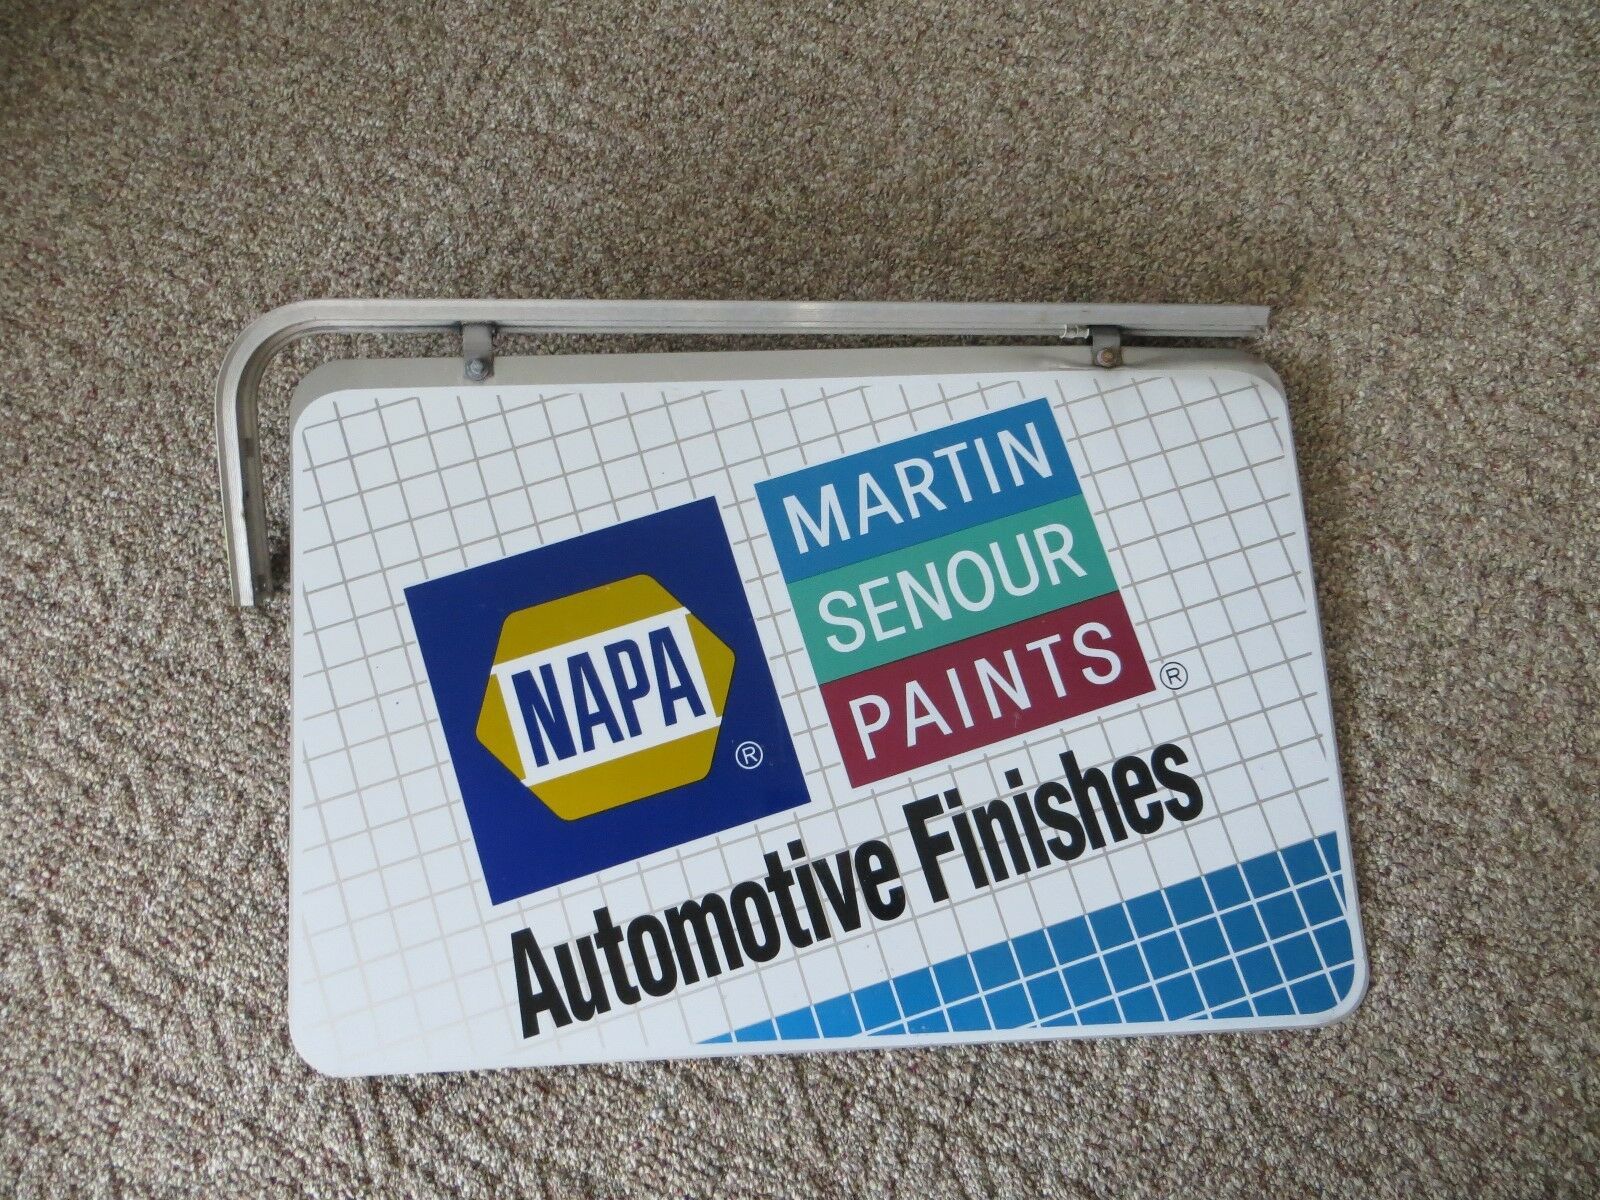 NAPA ®
MARTIN
SENOUR
PAINTS ®
Automotive Finishes